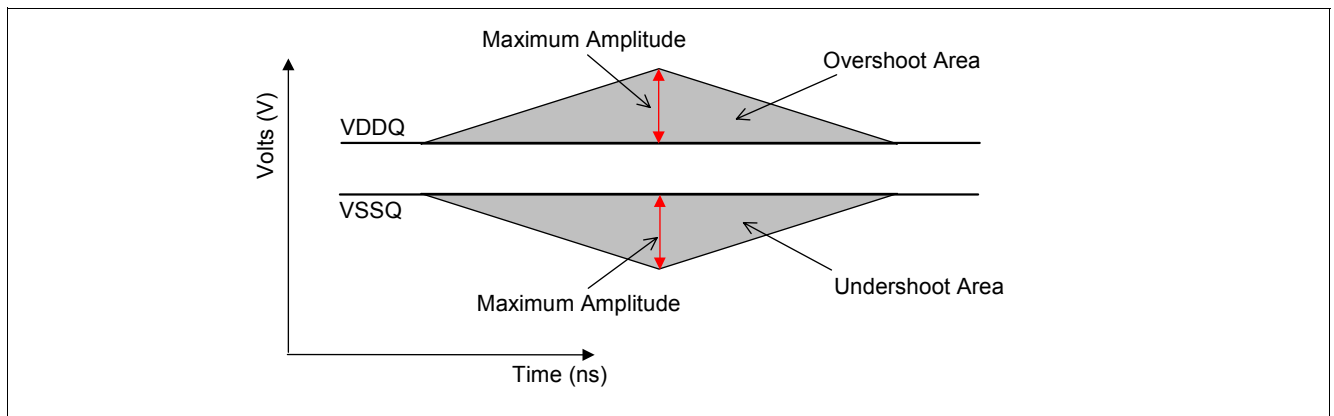 Maximum Amplitude
Overshoot Area
Volts (V)
VDDQ
VSSQ
Undershoot Area
Maximum Amplitude
Time (ns)